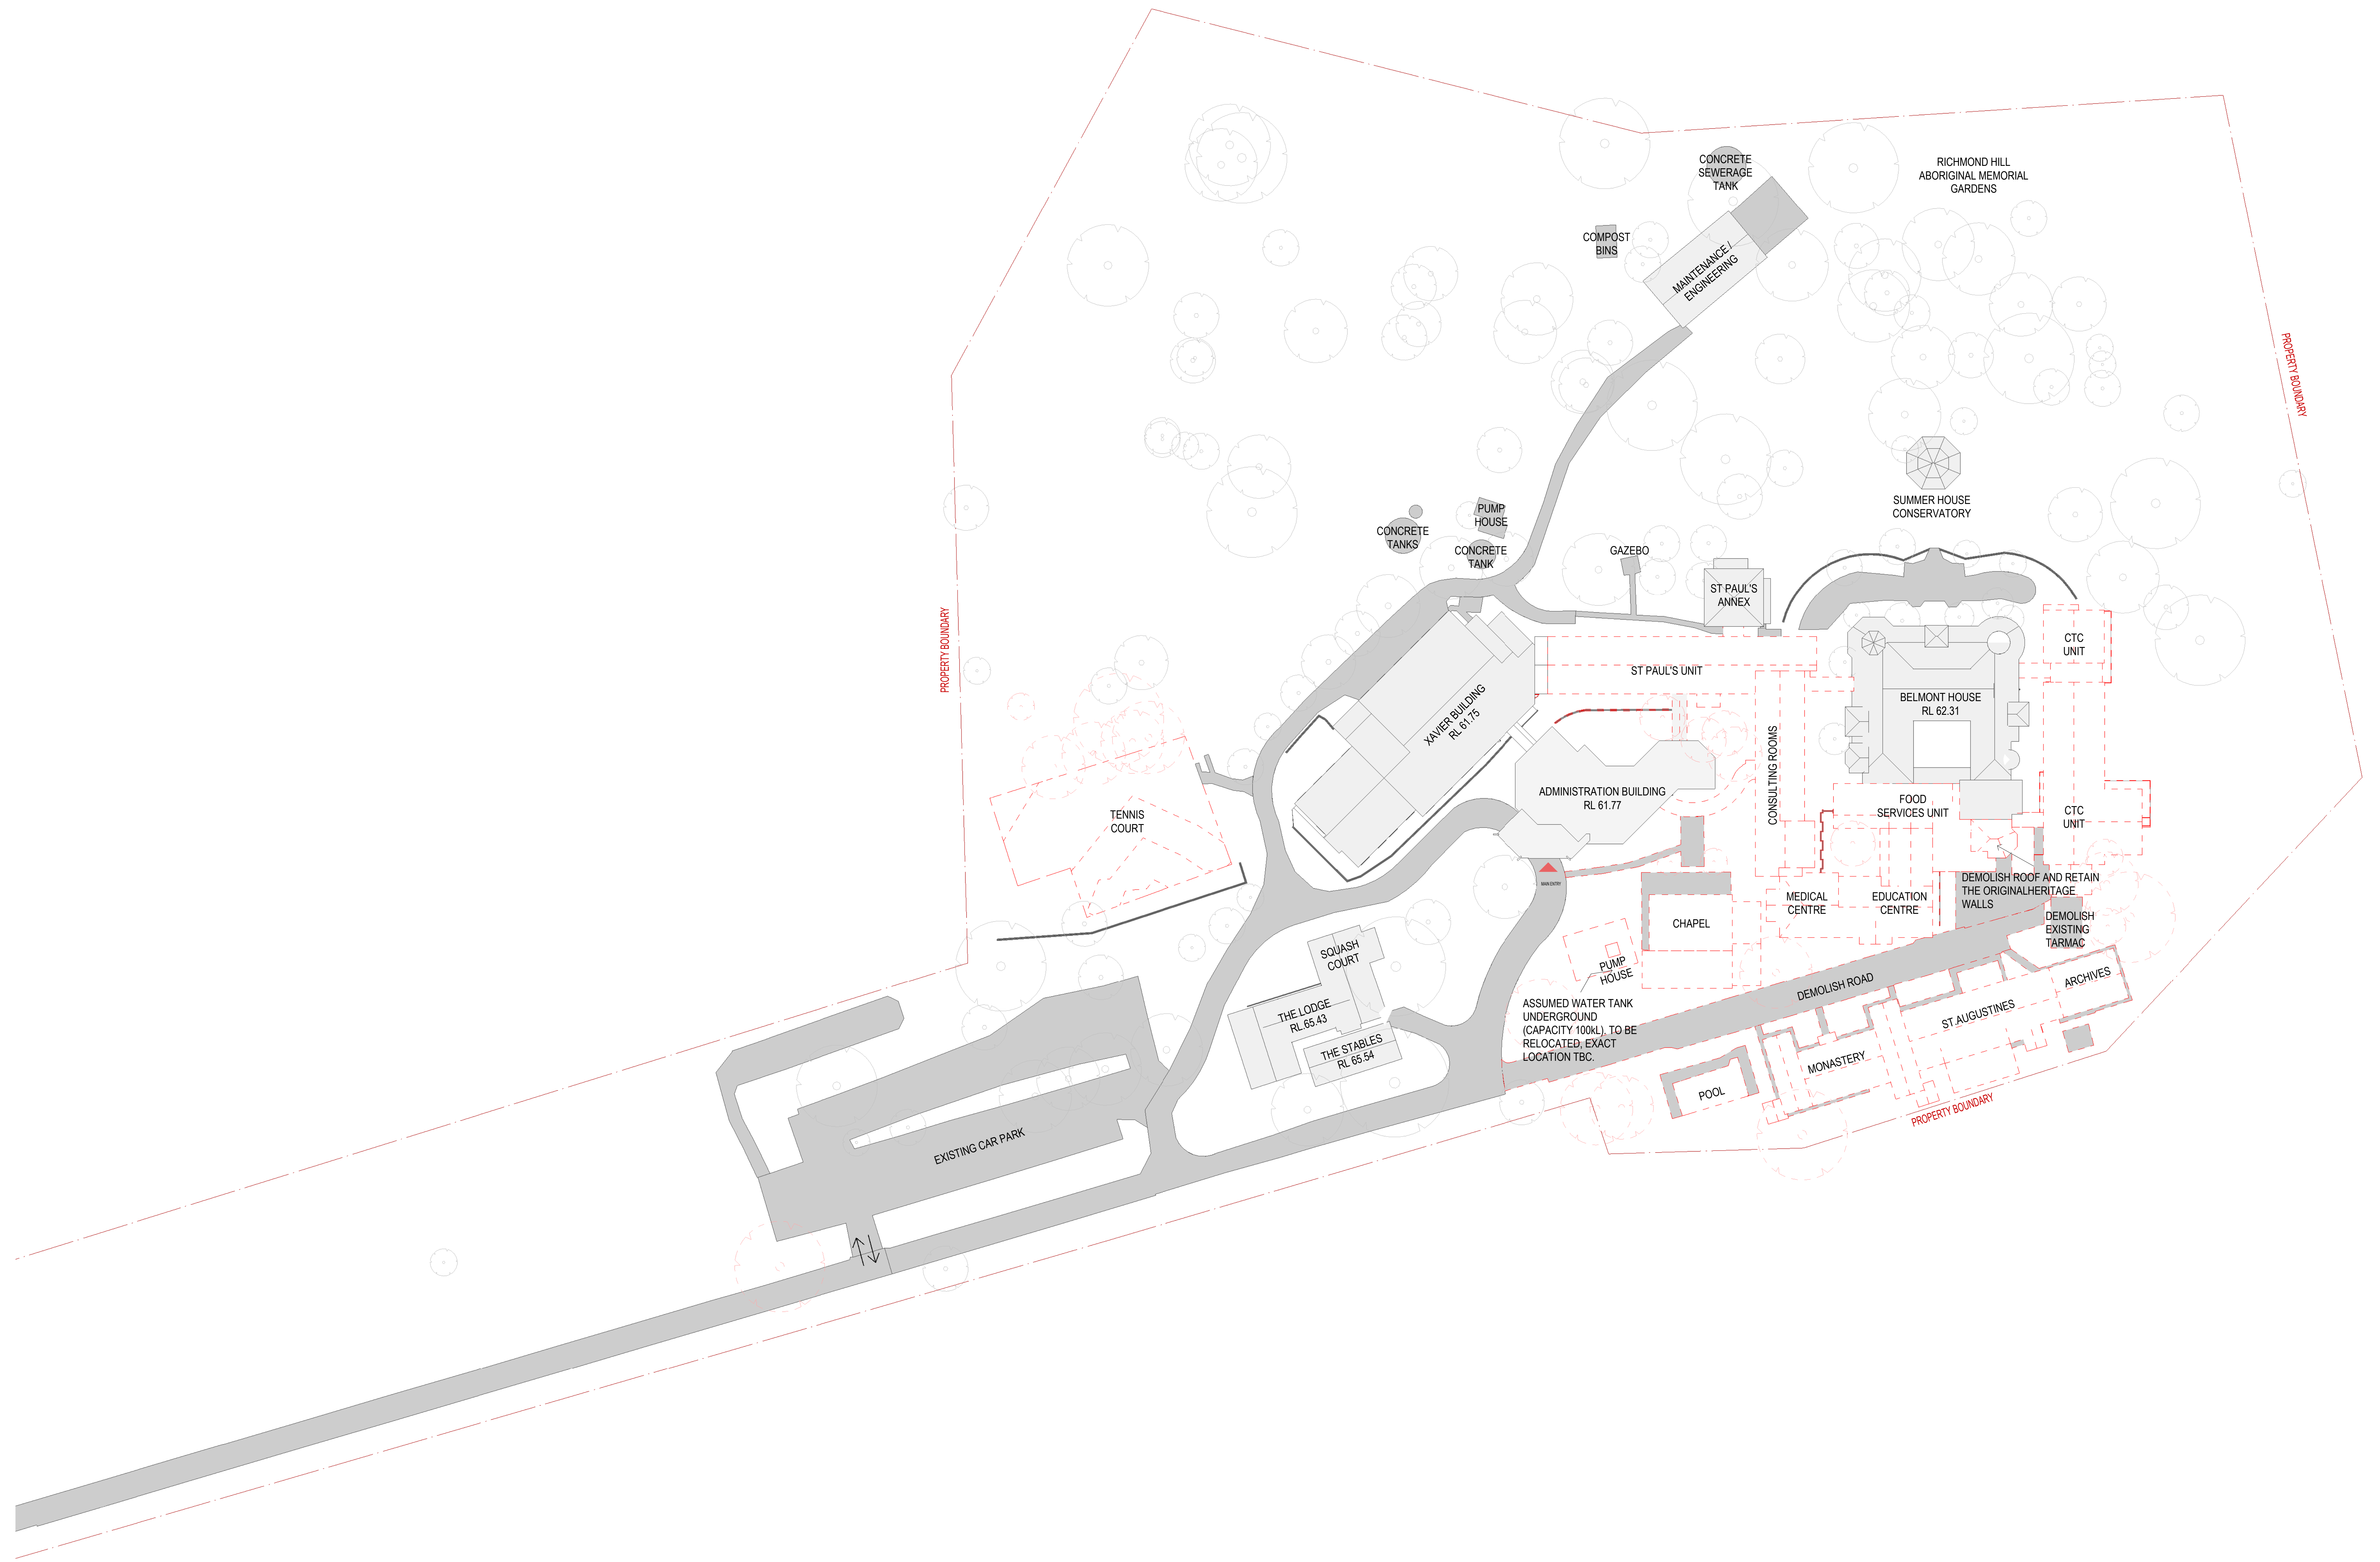 CONCRETE
SEWERAGE
TANK
RICHMOND HILL
ABORIGINAL MEMORIAL
GARDENS
COMPOST
BINS
MAINTENANCE /
ENGINEERING
PROPERTY BOUNDARY
SUMMER HOUSE
CONSERVATORY
PUMP
HOUSE
CONCRETE
TANKS
CONCRETE
TANK
GAZEBO
ST PAUL'S
ANNEX
PROPERTY BOUNDARY
CTC
UNIT
ST PAUL'S UNIT
BELMONT HOUSE
RL 62.31
XAVIER BUILDING
RL 61.75
CONSULTING ROOMS
ADMINISTRATION BUILDING
RL 61.77
FOOD
SERVICES UNIT
CTC
UNIT
TENNIS
COURT
MAIN ENTRY
DEMOLISH ROOF AND RETAIN
THE ORIGINALHERITAGE
WALLS
MEDICAL
CENTRE
EDUCATION
CENTRE
CHAPEL
DEMOLISH
EXISTING
TARMAC
SQUASH
COURT
PUMP
HOUSE
ARCHIVES
DEMOLISH ROAD
THE LODGE
RL 65.43
ASSUMED WATER TANK
UNDERGROUND
(CAPACITY 100kL). TO BE
RELOCATED, EXACT
LOCATION TBC.
ST AUGUSTINES
THE STABLES
RL 65.54
MONASTERY
POOL
PROPERTY BOUNDARY
EXISTING CAR PARK